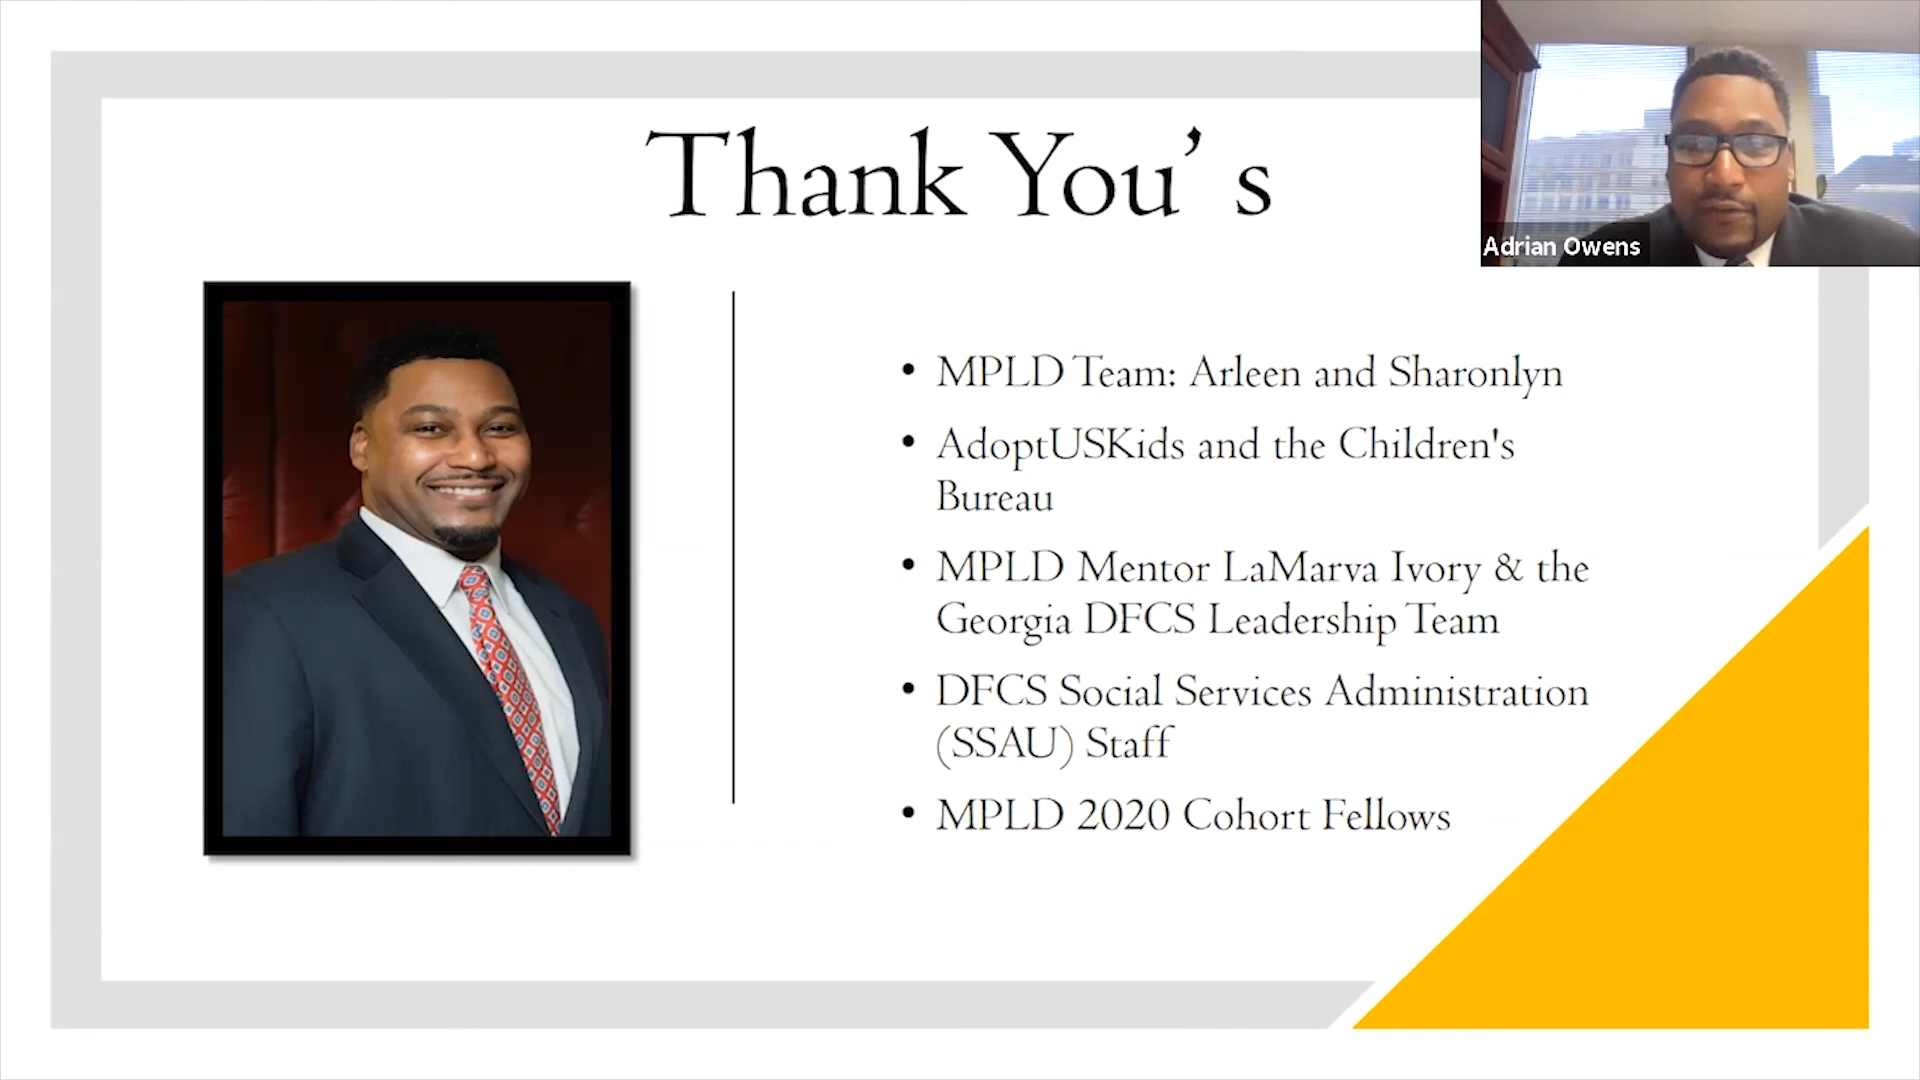 Thank You’ s
Adrian Owens
• MPLD Team: Arleen and Sharonlyn
• AdoptUSKids and the Children's
Bureau
• MPLD Mentor LaMarva Ivory & the
Georgia DFCS Leadership Team
• DFCS Social Services Administration
(SSAU) Staff
• MPLD 2020 Cohort Fellows